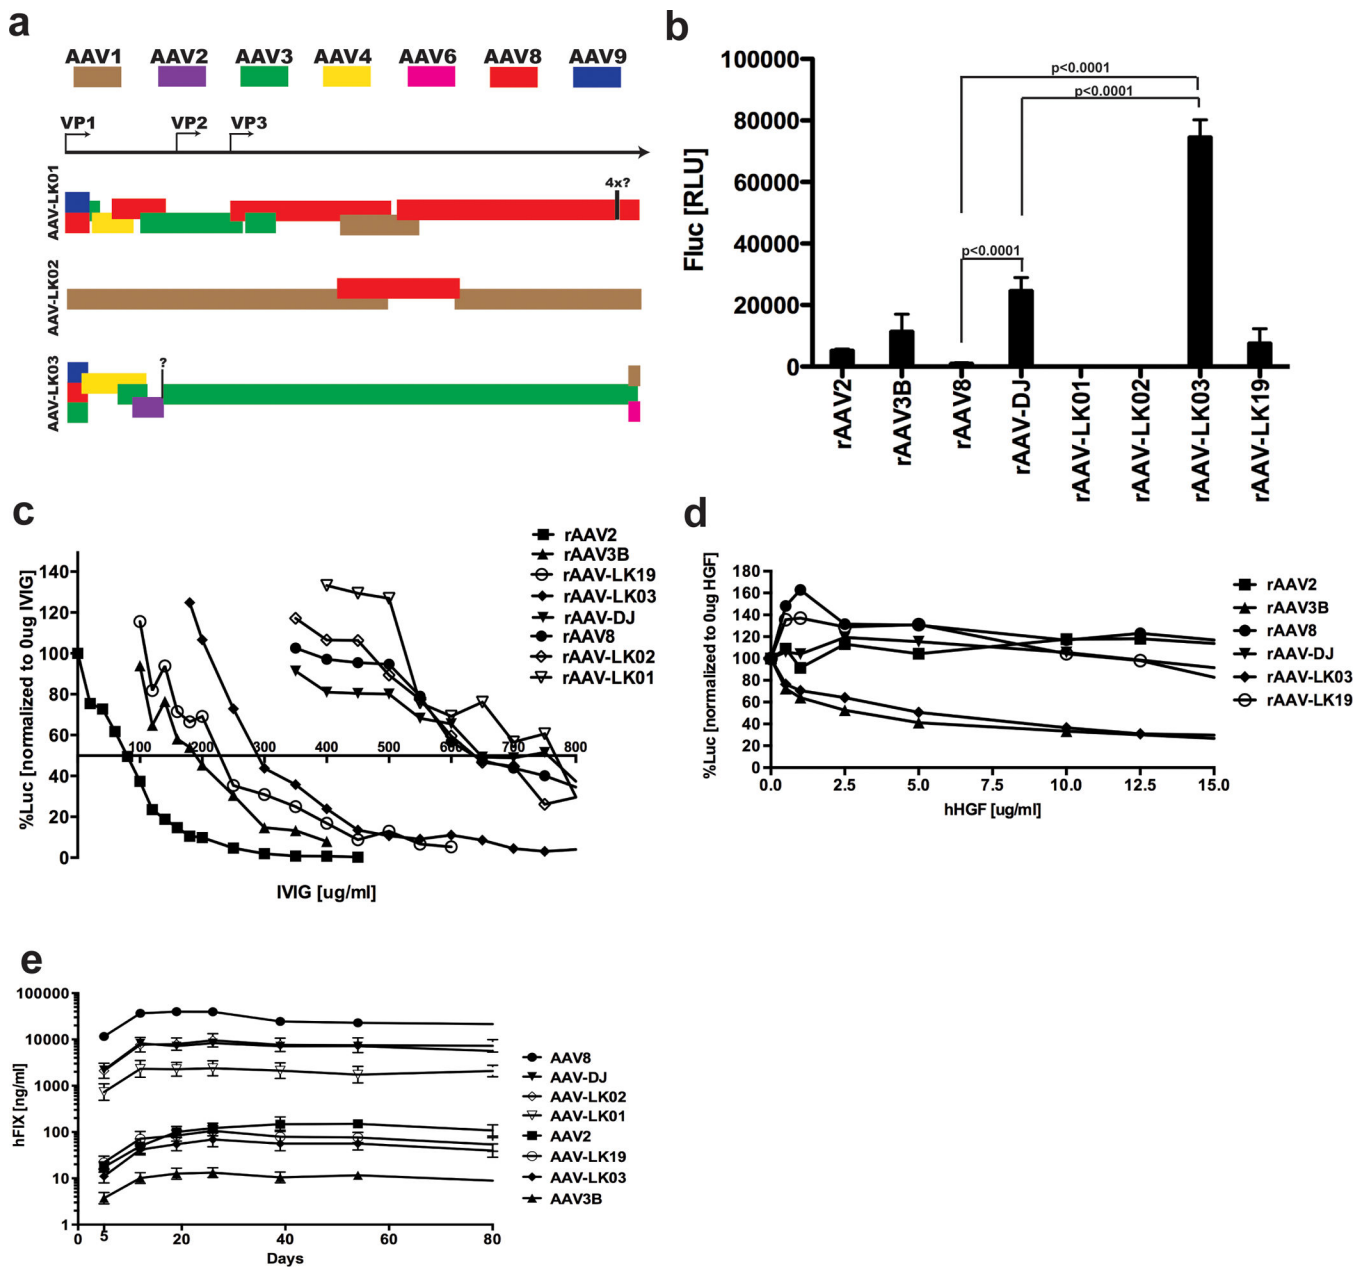 a
AAV1 AAV2 AAV3 AAV4 AAV6 AAV8 AAV9
VP1 VP2 VP3
AAV-LK01
4x?
AAV-LK02
AAV-LK03
?
b
Fluc [RLU]
100000
80000
60000
40000
20000
0
p<0.0001
p<0.0001
p<0.0001
rAAV2
rAAV3B
rAAV8
rAAV-DJ
rAAV-LK01
rAAV-LK02
rAAV-LK03
rAAV-LK19
c
%Luc [normalized to 0ug IVIG]
140
120
100
80
60
40
20
0
100 200 300 400 500 600 700 800
IVIG [ug/ml]
rAAV2
rAAV3B
rAAV-LK19
rAAV-LK03
rAAV-DJ
rAAV8
rAAV-LK02
rAAV-LK01
d
%Luc [normalized to 0ug HGF]
180
160
140
120
100
80
60
40
20
0
0.0 2.5 5.0 7.5 10.0 12.5 15.0
hHGF [ug/ml]
rAAV2
rAAV3B
rAAV8
rAAV-DJ
rAAV-LK03
rAAV-LK19
e
hFIX [ng/ml]
100000
10000
1000
100
10
1
0 5 20 40 60 80
Days
AAV8
AAV-DJ
AAV-LK02
AAV-LK01
AAV2
AAV-LK19
AAV-LK03
AAV3B